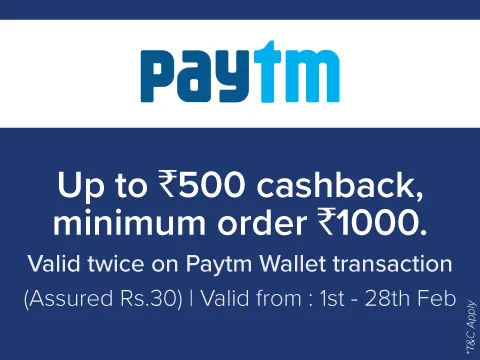 paytm
Up to ₹500 cashback,
minimum order ₹1000.
Valid twice on Paytm Wallet transaction
(Assured Rs.30) | Valid from : 1st - 28th Feb
*T&C Apply